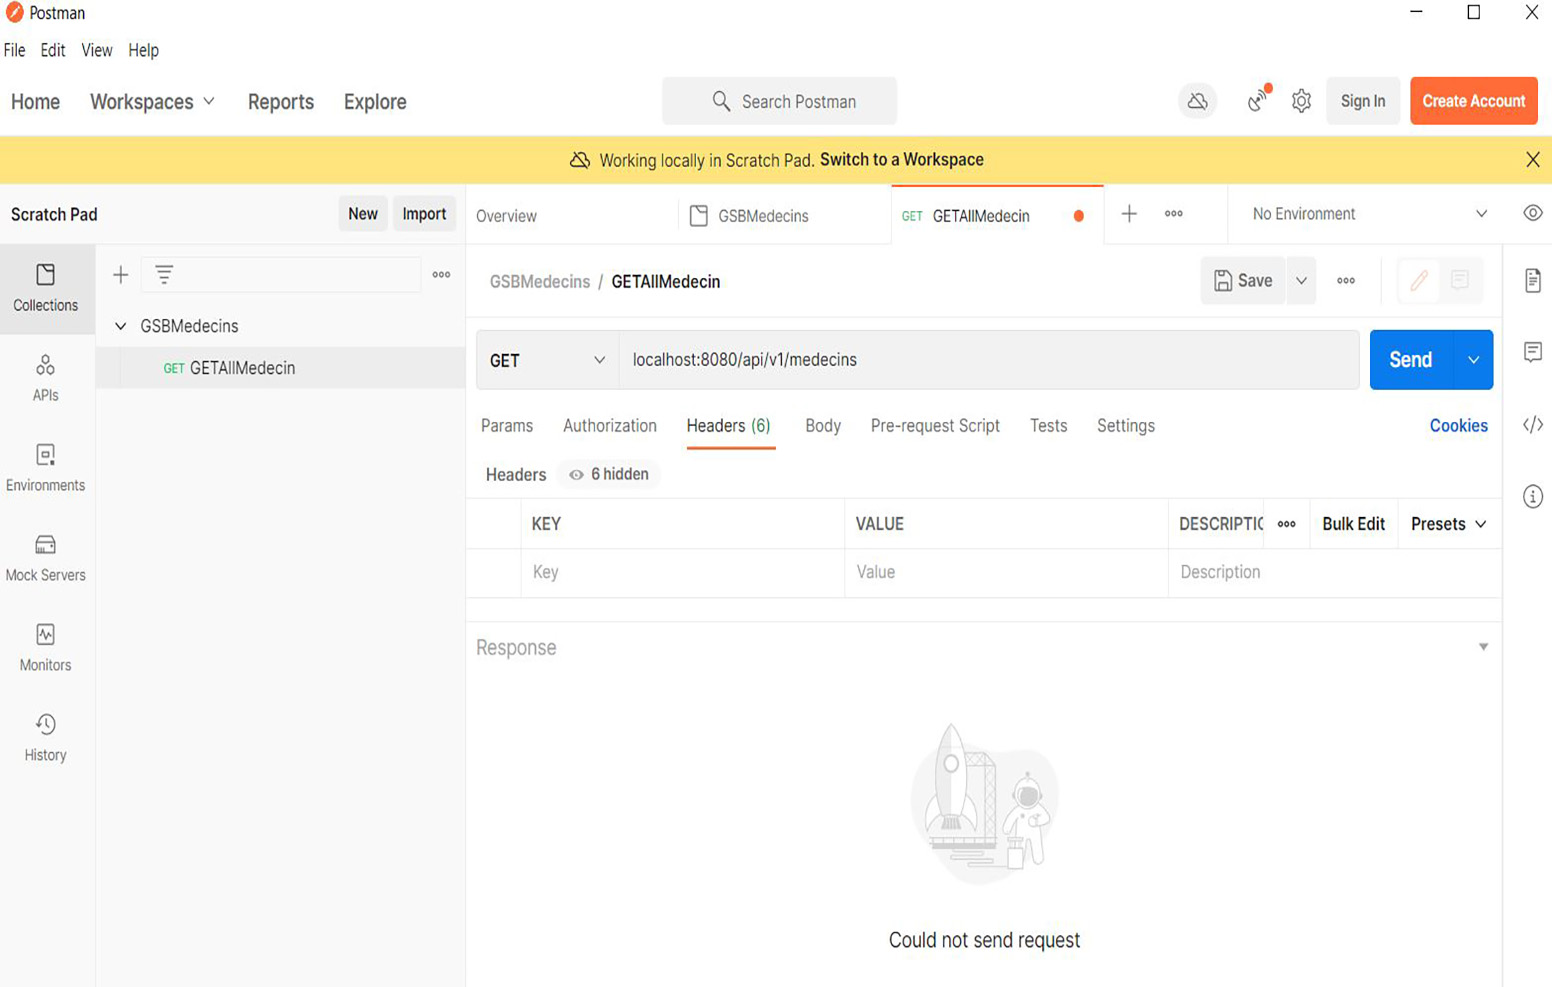 Postman
File Edit View Help
Home Workspaces Reports Explore Search Postman Sign In Create Account
Working locally in Scratch Pad. Switch to a Workspace
Scratch Pad New Import Overview GSBMedecins GET GETAllMedecin No Environment
GSBMedecins / GETAllMedecin Save
Collections
GSBMedecins
GET GETAllMedecin
GET localhost:8080/api/v1/medecins Send
APIs
Params Authorization Headers (6) Body Pre-request Script Tests Settings Cookies
Headers 6 hidden
Environments
KEY VALUE DESCRIPTIO Bulk Edit Presets
Key Value Description
Mock Servers
Response
Monitors
History
Could not send request